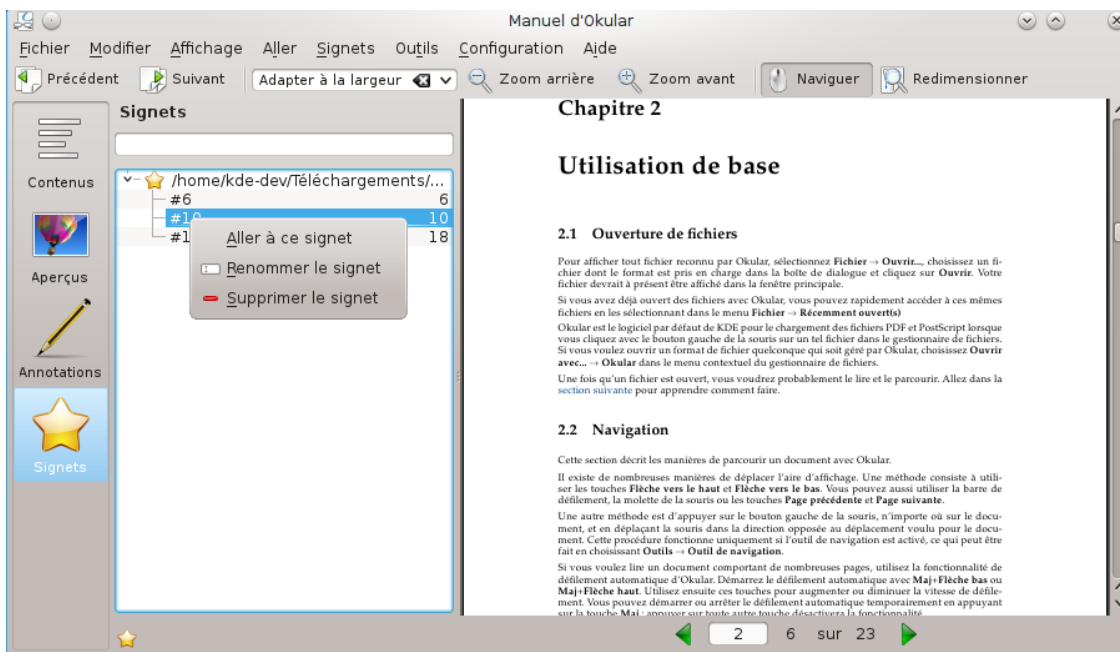 Manuel d'Okular
Fichier Modifier Affichage Aller Signets Outils Configuration Aide
Précédent Suivant Adapter à la largeur Zoom arrière Zoom avant Naviguer Redimensionner
Contenus
Aperçus
Annotations
Signets
Signets
/home/kde-dev/Téléchargements/...
#6 6
#10 10
#1 18
Aller à ce signet
Renommer le signet
Supprimer le signet
Chapitre 2
Utilisation de base
2.1 Ouverture de fichiers
Pour afficher tout fichier reconnu par Okular, sélectionnez Fichier → Ouvrir..., choisissez un fi-
chier dont le format est pris en charge dans la boîte de dialogue et cliquez sur Ouvrir. Votre
fichier devrait à présent être affiché dans la fenêtre principale.
Si vous avez déjà ouvert des fichiers avec Okular, vous pouvez rapidement accéder à ces mêmes
fichiers en les sélectionnant dans le menu Fichier → Récemment ouvert(s)
Okular est le logiciel par défaut de KDE pour le chargement des fichiers PDF et PostScript lorsque
vous cliquez avec le bouton gauche de la souris sur un tel fichier dans le gestionnaire de fichiers.
Si vous voulez ouvrir un format de fichier quelconque qui soit géré par Okular, choisissez Ouvrir
avec... → Okular dans le menu contextuel du gestionnaire de fichiers.
Une fois qu'un fichier est ouvert, vous voudrez probablement le lire et le parcourir. Allez dans la
section suivante pour apprendre comment faire.
2.2 Navigation
Cette section décrit les manières de parcourir un document avec Okular.
Il existe de nombreuses manières de déplacer l'aire d'affichage. Une méthode consiste à utili-
ser les touches Flèche vers le haut et Flèche vers le bas. Vous pouvez aussi utiliser la barre de
défilement, la molette de la souris ou les touches Page précédente et Page suivante.
Une autre méthode est d'appuyer sur le bouton gauche de la souris, n'importe où sur le docu-
ment, et en déplaçant la souris dans la direction opposée au déplacement voulu pour le docu-
ment. Cette procédure fonctionne uniquement si l'outil de navigation est activé, ce qui peut être
fait en choisissant Outils → Outil de navigation.
Si vous voulez lire un document comportant de nombreuses pages, utilisez la fonctionnalité de
défilement automatique d'Okular. Démarrez le défilement automatique avec Maj+Flèche bas ou
Maj+Flèche haut. Utilisez ensuite ces touches pour augmenter ou diminuer la vitesse de défile-
ment. Vous pouvez démarrer ou arrêter le défilement automatique temporairement en appuyant
sur la touche Maj ; appuyer sur toute autre touche désactivera la fonctionnalité.
2 6 sur 23